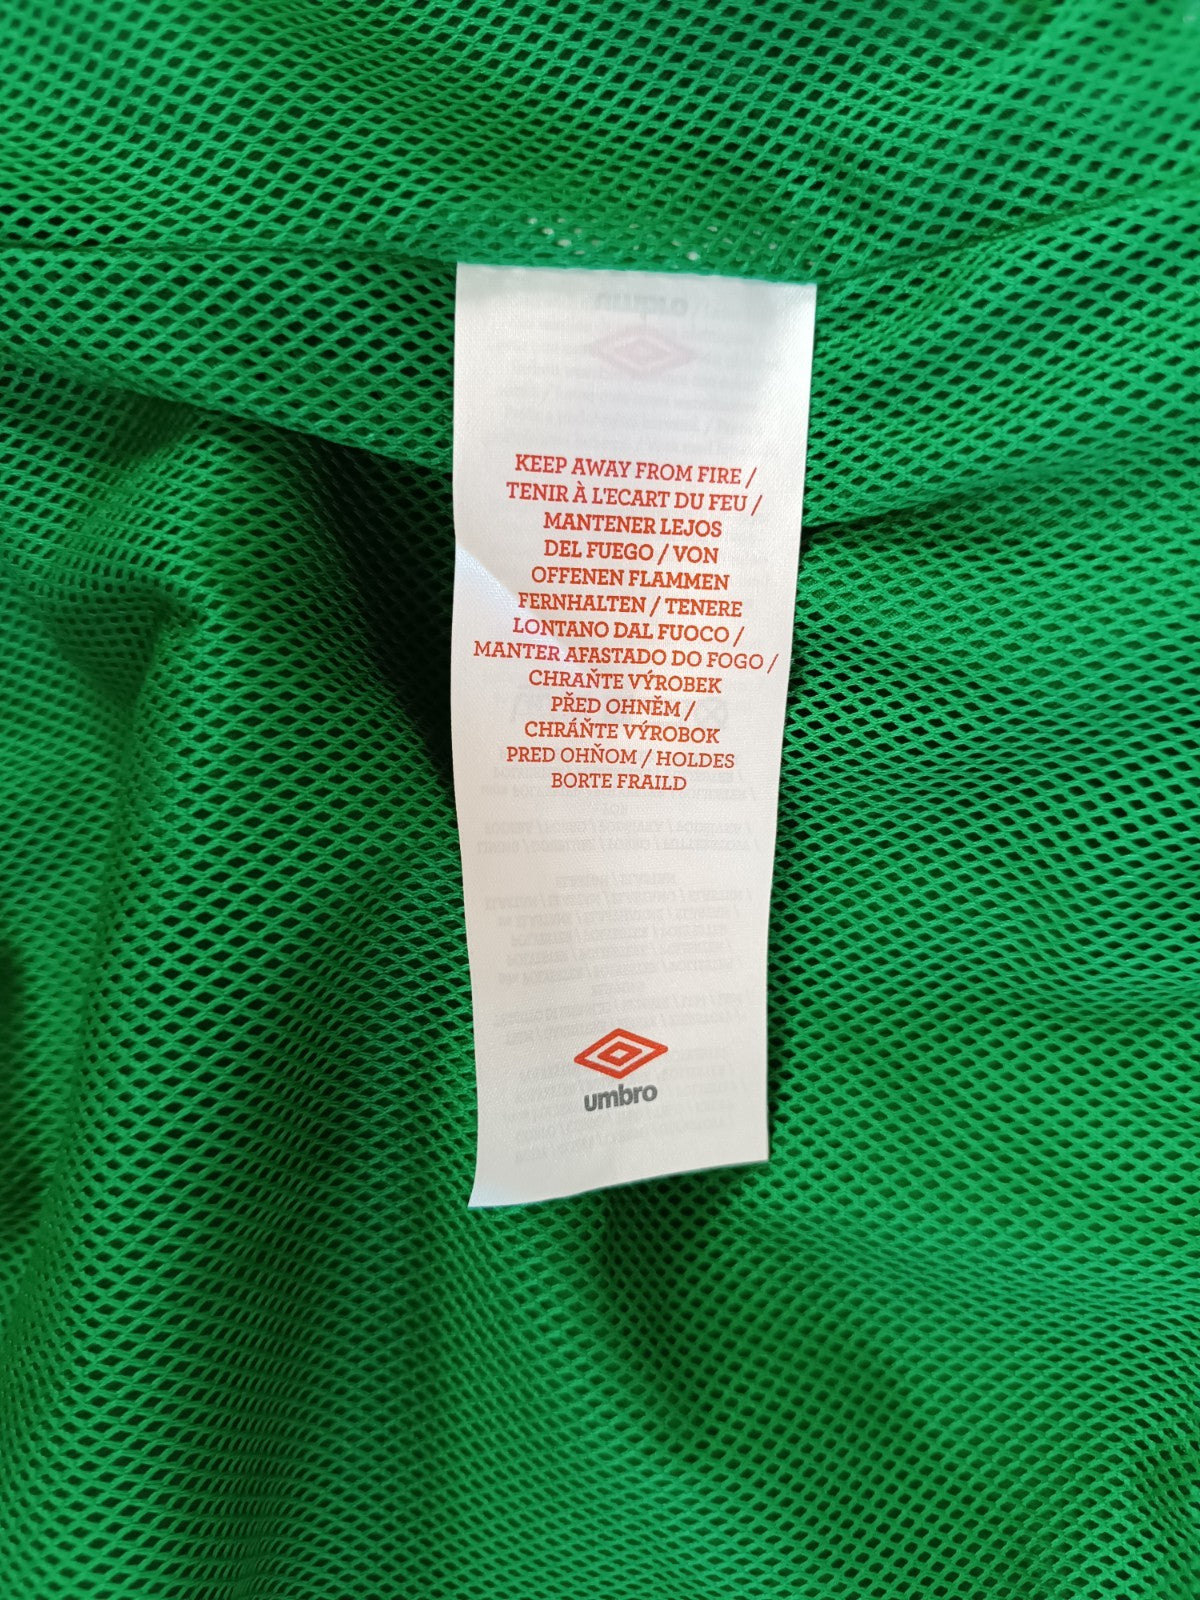 KEEP AWAY FROM FIRE /
TENIR À L'ECART DU FEU /
MANTENER LEJOS
DEL FUEGO / VON
OFFENEN FLAMMEN
FERNHALTEN / TENERE
LONTANO DAL FUOCO /
MANTER AFASTADO DO FOGO /
CHRAŇTE VÝROBEK
PŘED OHNĚM /
CHRÁŇTE VÝROBOK
PRED OHŇOM / HOLDES
BORTE FRAILD
umbro